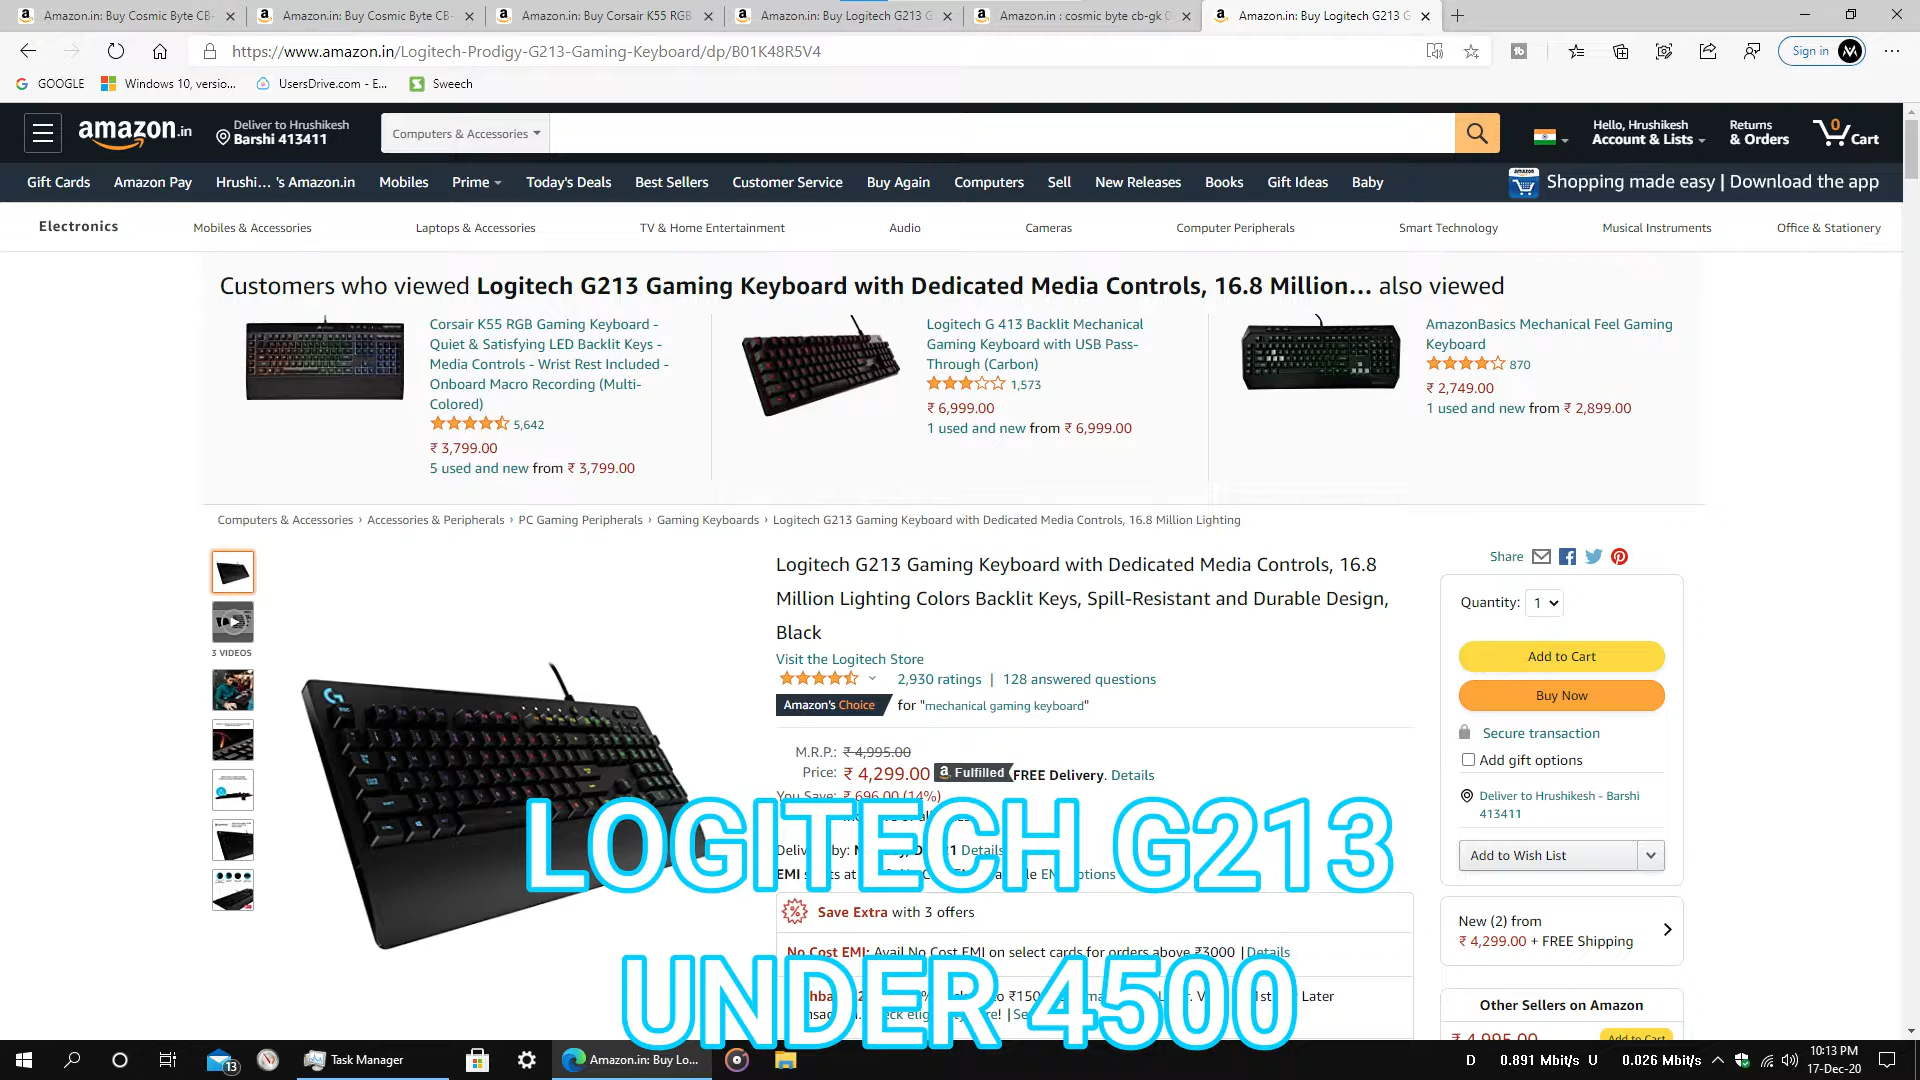 Amazon.in: Buy Cosmic Byte CB-
Amazon.in: Buy Cosmic Byte CB-
Amazon.in: Buy Corsair K55 RGB
Amazon.in: Buy Logitech G213 G
Amazon.in : cosmic byte cb-gk
Amazon.in: Buy Logitech G213 G
https://www.amazon.in/Logitech-Prodigy-G213-Gaming-Keyboard/dp/B01K48R5V4
Sign in
GOOGLE
Windows 10, versio...
UsersDrive.com - E...
Sweech
amazon.in
Deliver to Hrushikesh
Barshi 413411
Computers & Accessories
Hello, Hrushikesh
Account & Lists
Returns
& Orders
0
Cart
Gift Cards
Amazon Pay
Hrushi... 's Amazon.in
Mobiles
Prime
Today's Deals
Best Sellers
Customer Service
Buy Again
Computers
Sell
New Releases
Books
Gift Ideas
Baby
Shopping made easy | Download the app
Electronics
Mobiles & Accessories
Laptops & Accessories
TV & Home Entertainment
Audio
Cameras
Computer Peripherals
Smart Technology
Musical Instruments
Office & Stationery
Customers who viewed Logitech G213 Gaming Keyboard with Dedicated Media Controls, 16.8 Million... also viewed
Corsair K55 RGB Gaming Keyboard -
Quiet & Satisfying LED Backlit Keys -
Media Controls - Wrist Rest Included -
Onboard Macro Recording (Multi-
Colored)
5,642
₹ 3,799.00
5 used and new from ₹ 3,799.00
Logitech G 413 Backlit Mechanical
Gaming Keyboard with USB Pass-
Through (Carbon)
1,573
₹ 6,999.00
1 used and new from ₹ 6,999.00
AmazonBasics Mechanical Feel Gaming
Keyboard
870
₹ 2,749.00
1 used and new from ₹ 2,899.00
Computers & Accessories › Accessories & Peripherals › PC Gaming Peripherals › Gaming Keyboards › Logitech G213 Gaming Keyboard with Dedicated Media Controls, 16.8 Million Lighting
3 VIDEOS
Logitech G213 Gaming Keyboard with Dedicated Media Controls, 16.8
Million Lighting Colors Backlit Keys, Spill-Resistant and Durable Design,
Black
Visit the Logitech Store
2,930 ratings | 128 answered questions
Amazon's Choice for "mechanical gaming keyboard"
M.R.P.: ₹ 4,995.00
Price: ₹ 4,299.00 Fulfilled FREE Delivery. Details
You Save: ₹ 696.00 (14%)
Details
EMI
options
Save Extra with 3 offers
No Cost EMI: Avail No Cost EMI on select cards for orders above ₹3000 | Details
Later
LOGITECH G213
UNDER 4500
Share
Quantity: 1
Add to Cart
Buy Now
Secure transaction
Add gift options
Deliver to Hrushikesh - Barshi
413411
Add to Wish List
New (2) from
₹ 4,299.00 + FREE Shipping
Other Sellers on Amazon
₹ 4,995.00
Add to Cart
13
Task Manager
Amazon.in: Buy Lo...
D 0.891 Mbit/s U 0.026 Mbit/s
10:13 PM
17-Dec-20